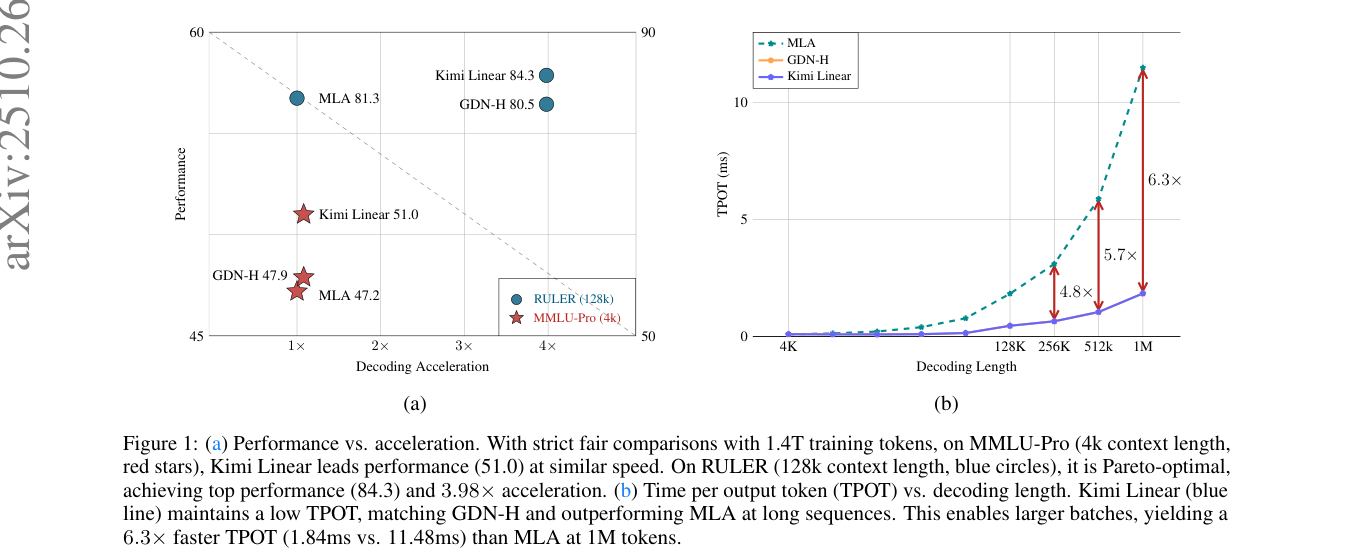 arXiv:2510.26
60
90
Kimi Linear 84.3
MLA 81.3
GDN-H 80.5
Performance
Kimi Linear 51.0
GDN-H 47.9
MLA 47.2
RULER (128k)
MMLU-Pro (4k)
45
50
1×
2×
3×
4×
Decoding Acceleration
(a)
MLA
GDN-H
Kimi Linear
10
TPOT (ms)
6.3×
5
5.7×
4.8×
0
4K
128K
256K
512k
1M
Decoding Length
(b)
Figure 1: (a) Performance vs. acceleration. With strict fair comparisons with 1.4T training tokens, on MMLU-Pro (4k context length,
red stars), Kimi Linear leads performance (51.0) at similar speed. On RULER (128k context length, blue circles), it is Pareto-optimal,
achieving top performance (84.3) and 3.98× acceleration. (b) Time per output token (TPOT) vs. decoding length. Kimi Linear (blue
line) maintains a low TPOT, matching GDN-H and outperforming MLA at long sequences. This enables larger batches, yielding a
6.3× faster TPOT (1.84ms vs. 11.48ms) than MLA at 1M tokens.